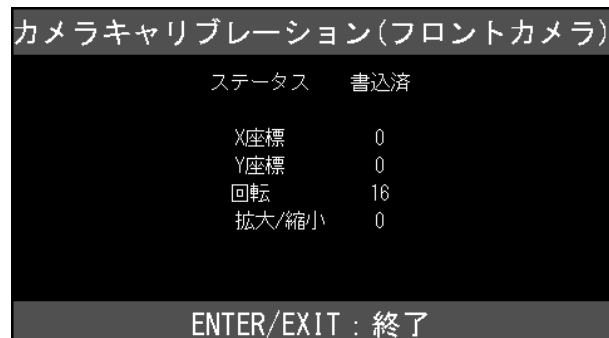 カメラキャリブレーション(フロントカメラ)
ステータス 書込済
X座標 0
Y座標 0
回転 16
拡大/縮小 0
ENTER/EXIT：終了